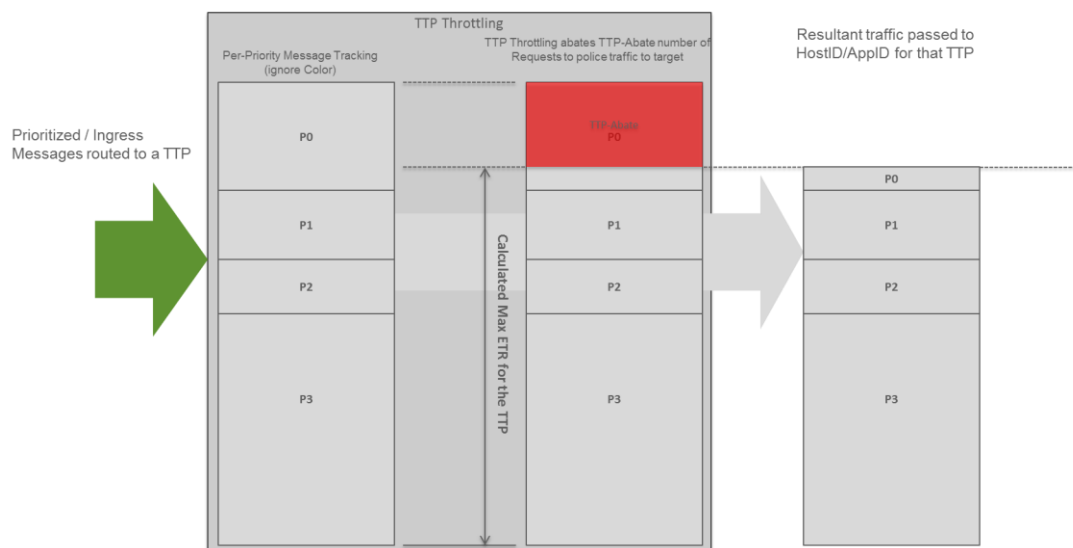 TTP Throttling
Per-Priority Message Tracking
(ignore Color)
TTP Throttling abates TTP-Abate number of
Requests to police traffic to target
Resultant traffic passed to
HostID/AppID for that TTP
Prioritized / Ingress
Messages routed to a TTP
P0
P1
P2
P3
Calculated Max ETR
for the TTP
TTP-Abate
P0
P1
P2
P3
P0
P1
P2
P3